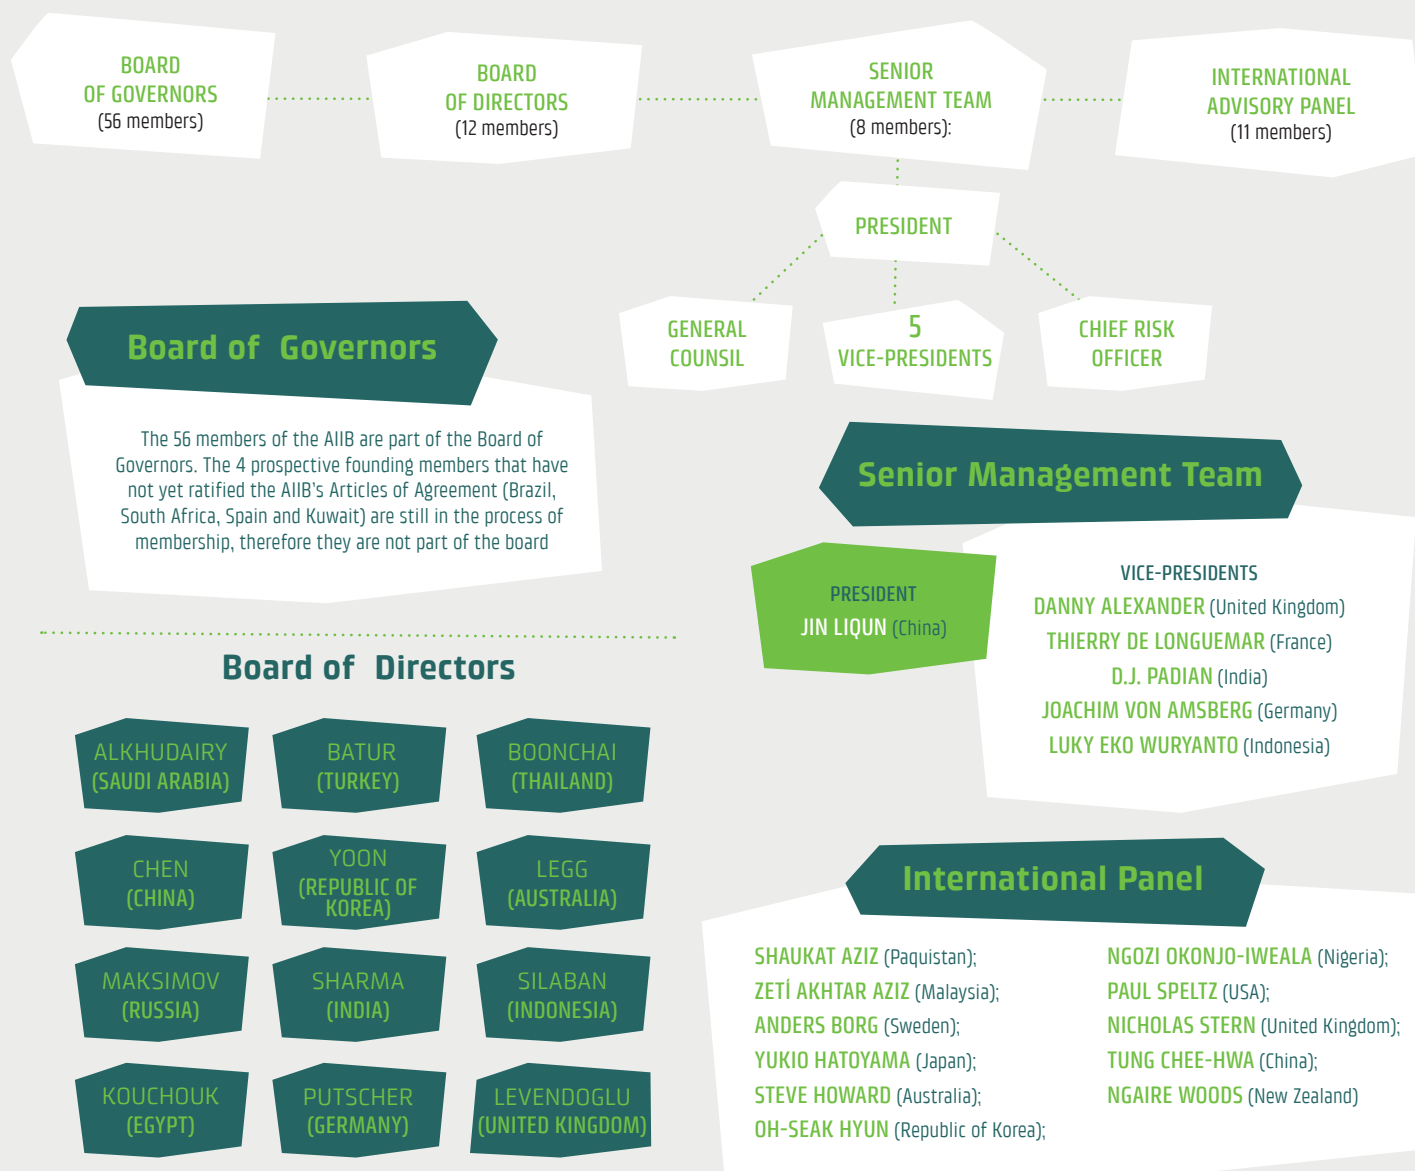 BOARD
OF GOVERNORS
(56 members)
BOARD
OF DIRECTORS
(12 members)
SENIOR
MANAGEMENT TEAM
(8 members):
INTERNATIONAL
ADVISORY PANEL
(11 members)
PRESIDENT
GENERAL
COUNSIL
5
VICE-PRESIDENTS
CHIEF RISK
OFFICER
Board of Governors
The 56 members of the AIIB are part of the Board of
Governors. The 4 prospective founding members that have
not yet ratified the AIIB's Articles of Agreement (Brazil,
South Africa, Spain and Kuwait) are still in the process of
membership, therefore they are not part of the board
Board of Directors
ALKHUDAIRY
(SAUDI ARABIA)
BATUR
(TURKEY)
BOONCHAI
(THAILAND)
CHEN
(CHINA)
YOON
(REPUBLIC OF
KOREA)
LEGG
(AUSTRALIA)
MAKSIMOV
(RUSSIA)
SHARMA
(INDIA)
SILABAN
(INDONESIA)
KOUCHOUK
(EGYPT)
PUTSCHER
(GERMANY)
LEVENDOGLU
(UNITED KINGDOM)
Senior Management Team
PRESIDENT
JIN LIQUN (China)
VICE-PRESIDENTS
DANNY ALEXANDER (United Kingdom)
THIERRY DE LONGUEMAR (France)
D.J. PADIAN (India)
JOACHIM VON AMSBERG (Germany)
LUKY EKO WURYANTO (Indonesia)
International Panel
SHAUKAT AZIZ (Paquistan);
ZETÍ AKHTAR AZIZ (Malaysia);
ANDERS BORG (Sweden);
YUKIO HATOYAMA (Japan);
STEVE HOWARD (Australia);
OH-SEAK HYUN (Republic of Korea);
NGOZI OKONJO-IWEALA (Nigeria);
PAUL SPELTZ (USA);
NICHOLAS STERN (United Kingdom);
TUNG CHEE-HWA (China);
NGAIRE WOODS (New Zealand)